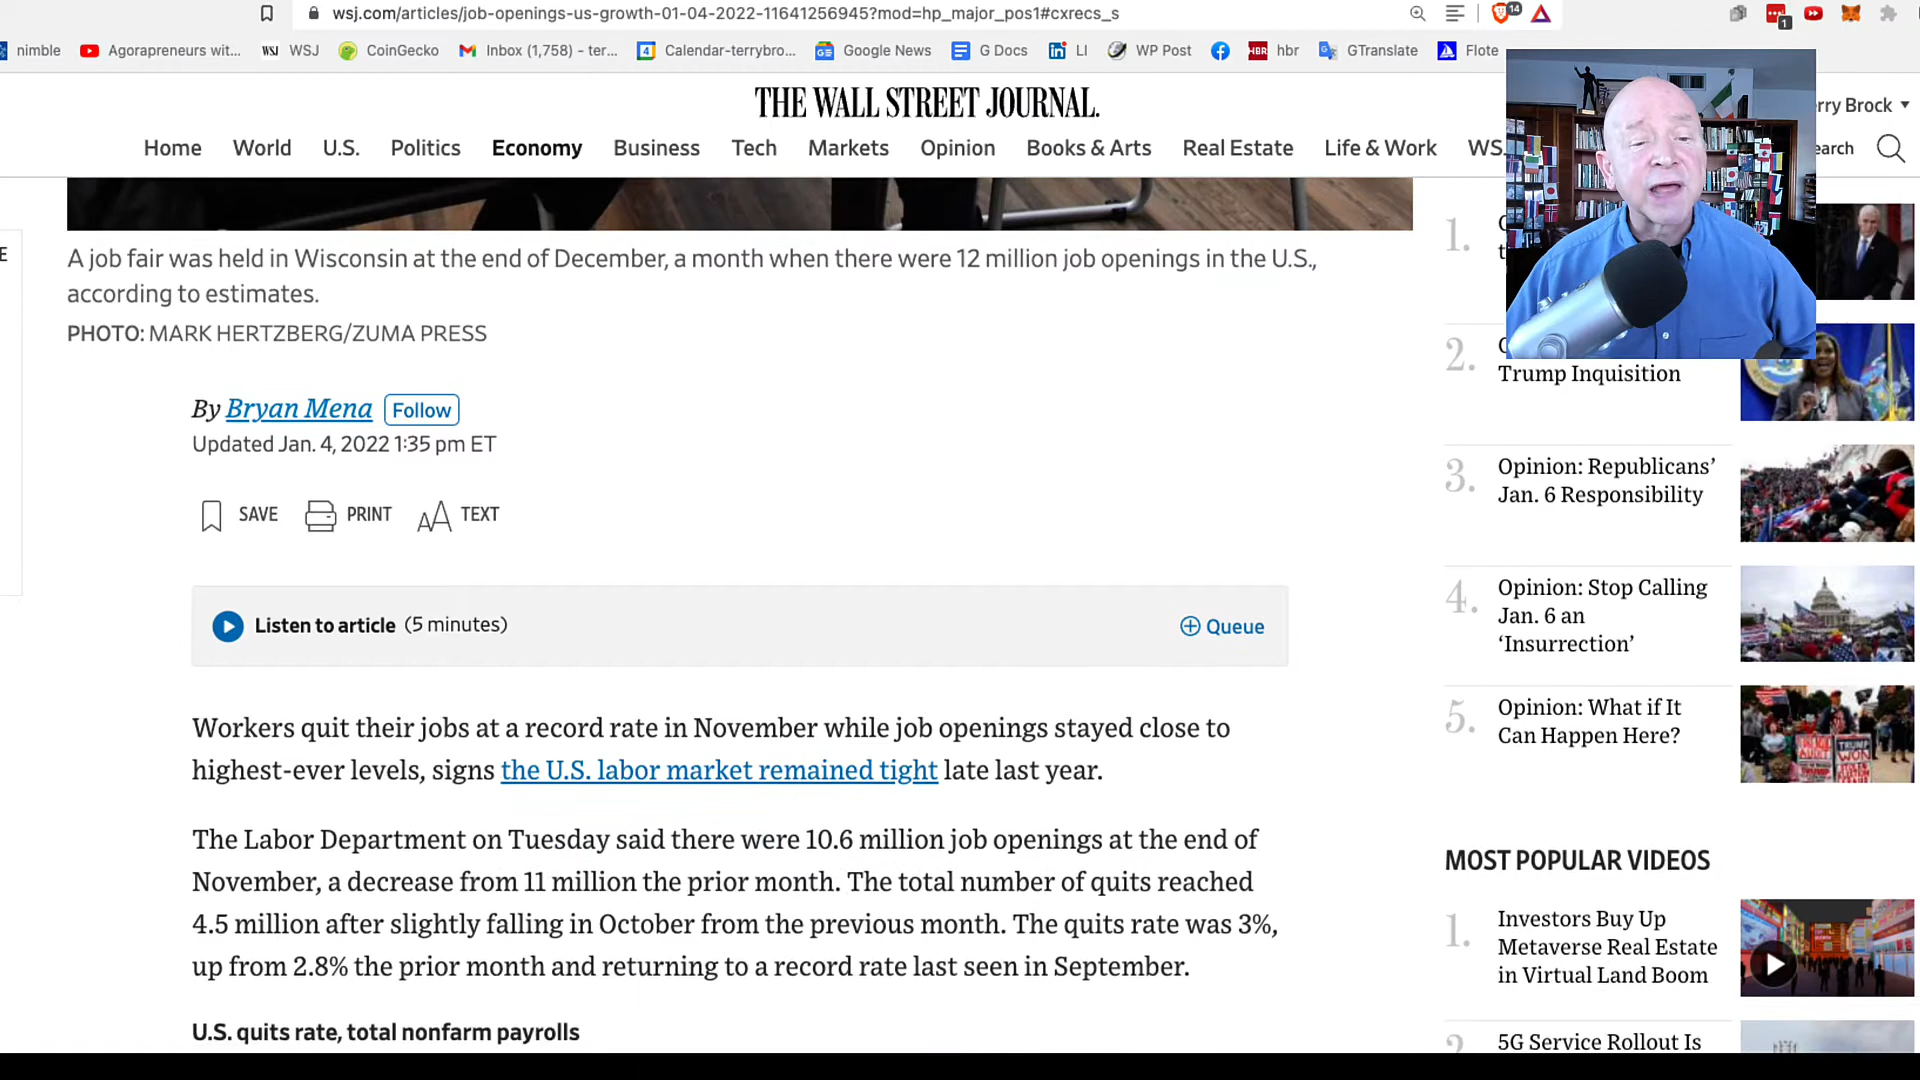 wsj.com/articles/job-openings-us-growth-01-04-2022-11641256945?mod=hp_major_pos1#cxrecs_s
14
1
nimble
Agorapreneurs wit...
WSJ WSJ
CoinGecko
Inbox (1,758) – ter...
Calendar-terrybro...
Google News
G Docs
LI
WP Post
HBR hbr
GTranslate
Flote
THE WALL STREET JOURNAL.
rry Brock
Home World U.S. Politics Economy Business Tech Markets Opinion Books & Arts Real Estate Life & Work WS
earch
E
A job fair was held in Wisconsin at the end of December, a month when there were 12 million job openings in the U.S.,
according to estimates.
PHOTO: MARK HERTZBERG/ZUMA PRESS
By Bryan Mena Follow
Updated Jan. 4, 2022 1:35 pm ET
SAVE PRINT AA TEXT
Listen to article (5 minutes)
Queue
Workers quit their jobs at a record rate in November while job openings stayed close to
highest-ever levels, signs the U.S. labor market remained tight late last year.
The Labor Department on Tuesday said there were 10.6 million job openings at the end of
November, a decrease from 11 million the prior month. The total number of quits reached
4.5 million after slightly falling in October from the previous month. The quits rate was 3%,
up from 2.8% the prior month and returning to a record rate last seen in September.
U.S. quits rate, total nonfarm payrolls
1.
2.
Trump Inquisition
3. Opinion: Republicans’
Jan. 6 Responsibility
4. Opinion: Stop Calling
Jan. 6 an
‘Insurrection’
5. Opinion: What if It
Can Happen Here?
MOST POPULAR VIDEOS
1. Investors Buy Up
Metaverse Real Estate
in Virtual Land Boom
2. 5G Service Rollout Is